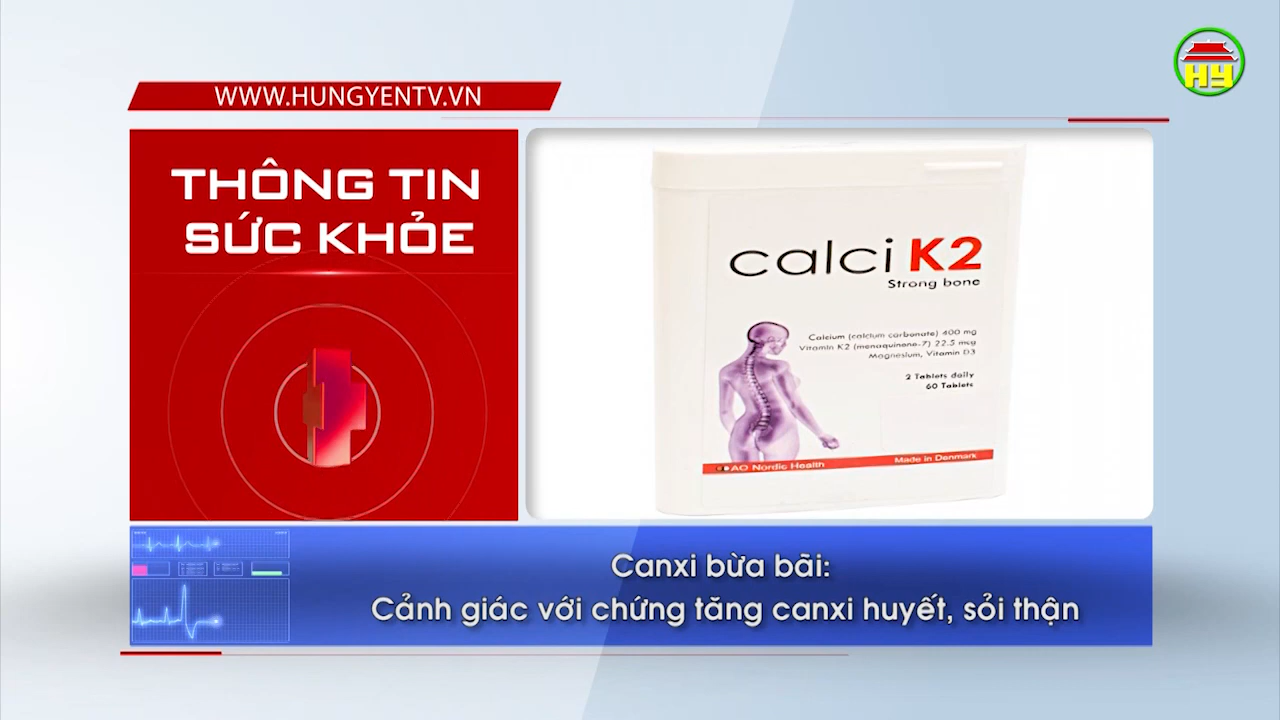 WWW.HUNGYENTV.VN
HY
THÔNG TIN
SỨC KHỎE
calci K2
Strong bone
Calcium (calcium carbonate) 400 mg
Vitamin K2 (menaquinone-7) 22.5 mcg
Magnesium, Vitamin D3
2 Tablets daily
60 Tablets
AO Nordic Health
Made in Denmark
Canxi bừa bãi:
Cảnh giác với chứng tăng canxi huyết, sỏi thận